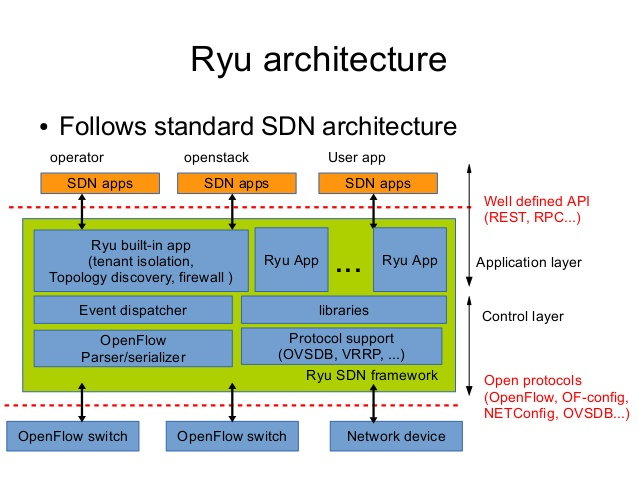 Ryu architecture
• Follows standard SDN architecture
operator
openstack
User app
SDN apps
SDN apps
SDN apps
Well defined API
(REST, RPC...)
Ryu built-in app
(tenant isolation,
Topology discovery, firewall )
Ryu App
...
Ryu App
Application layer
Event dispatcher
libraries
Control layer
OpenFlow
Parser/serializer
Protocol support
(OVSDB, VRRP, ...)
Ryu SDN framework
Open protocols
(OpenFlow, OF-config,
NETConfig, OVSDB...)
OpenFlow switch
OpenFlow switch
Network device